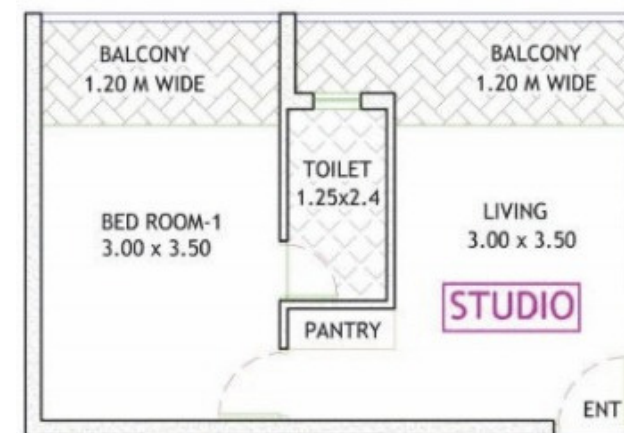 BALCONY
1.20 M WIDE
BALCONY
1.20 M WIDE
TOILET
1.25x2.4
BED ROOM-1
3.00 x 3.50
LIVING
3.00 x 3.50
STUDIO
PANTRY
ENT